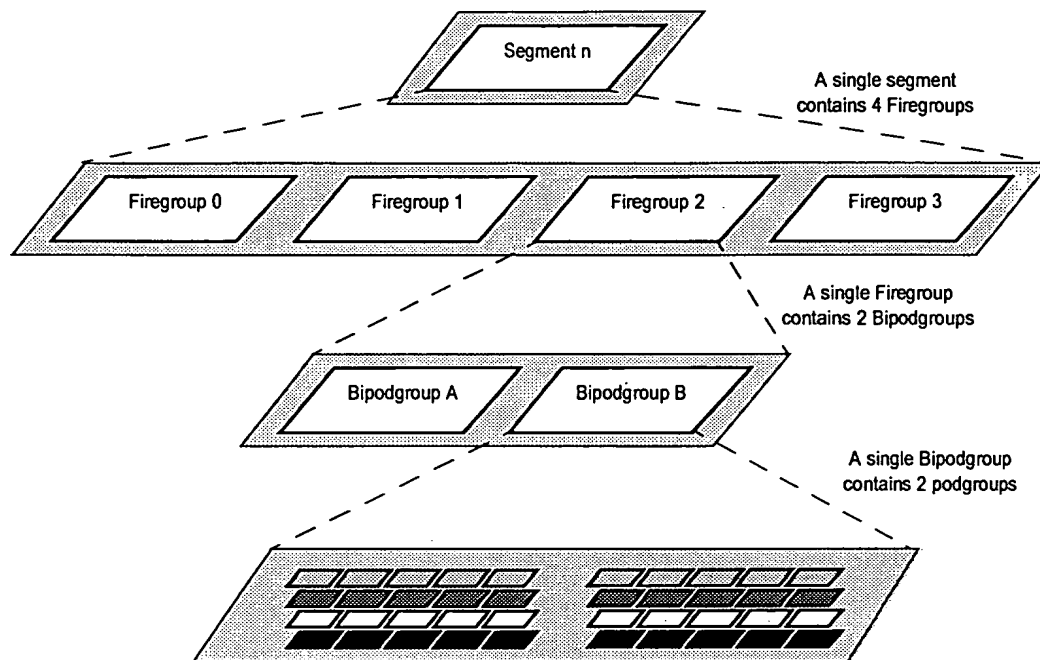 Segment n
A single segment
contains 4 Firegroups
Firegroup 0
Firegroup 1
Firegroup 2
Firegroup 3
A single Firegroup
contains 2 Bipodgroups
Bipodgroup A
Bipodgroup B
A single Bipodgroup
contains 2 podgroups